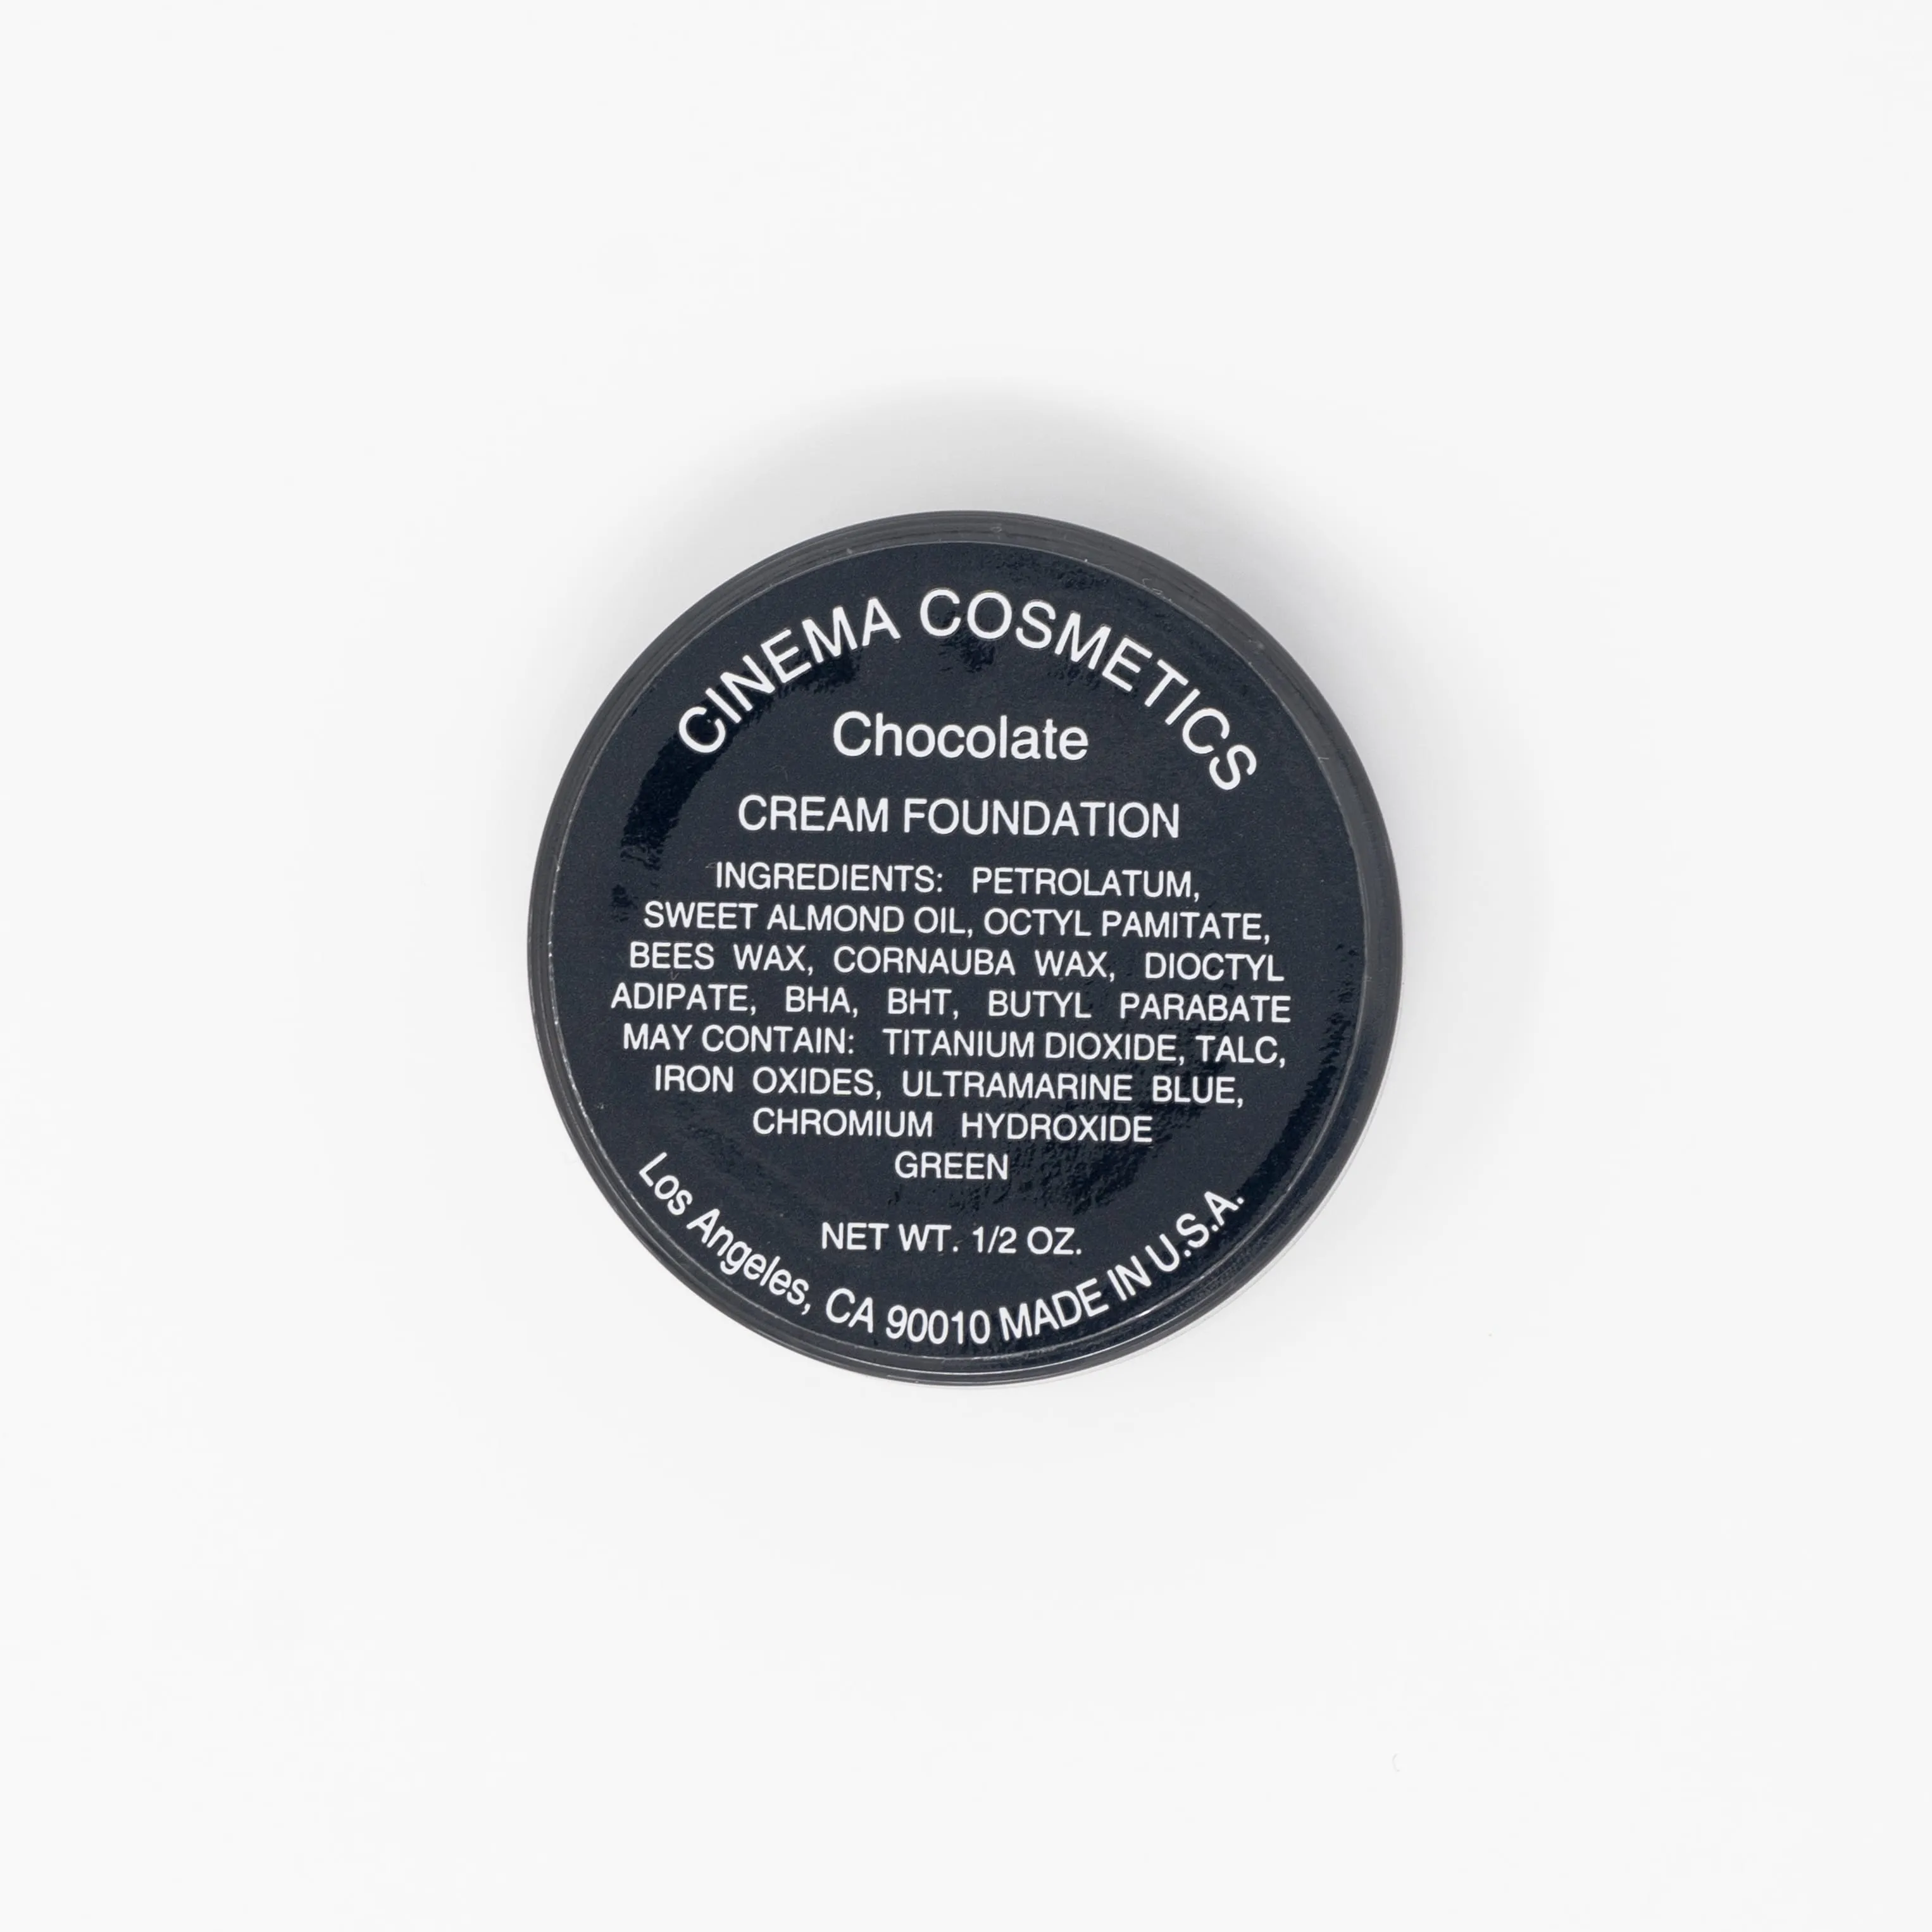 CINEMA COSMETICS
Chocolate
CREAM FOUNDATION
INGREDIENTS: PETROLATUM,
SWEET ALMOND OIL, OCTYL PAMITATE,
BEES WAX, CORNAUBA WAX, DIOCTYL
ADIPATE, BHA, BHT, BUTYL PARABATE
MAY CONTAIN: TITANIUM DIOXIDE, TALC,
IRON OXIDES, ULTRAMARINE BLUE,
CHROMIUM HYDROXIDE
GREEN
NET WT. 1/2 OZ.
Los Angeles, CA 90010 MADE IN U.S.A.